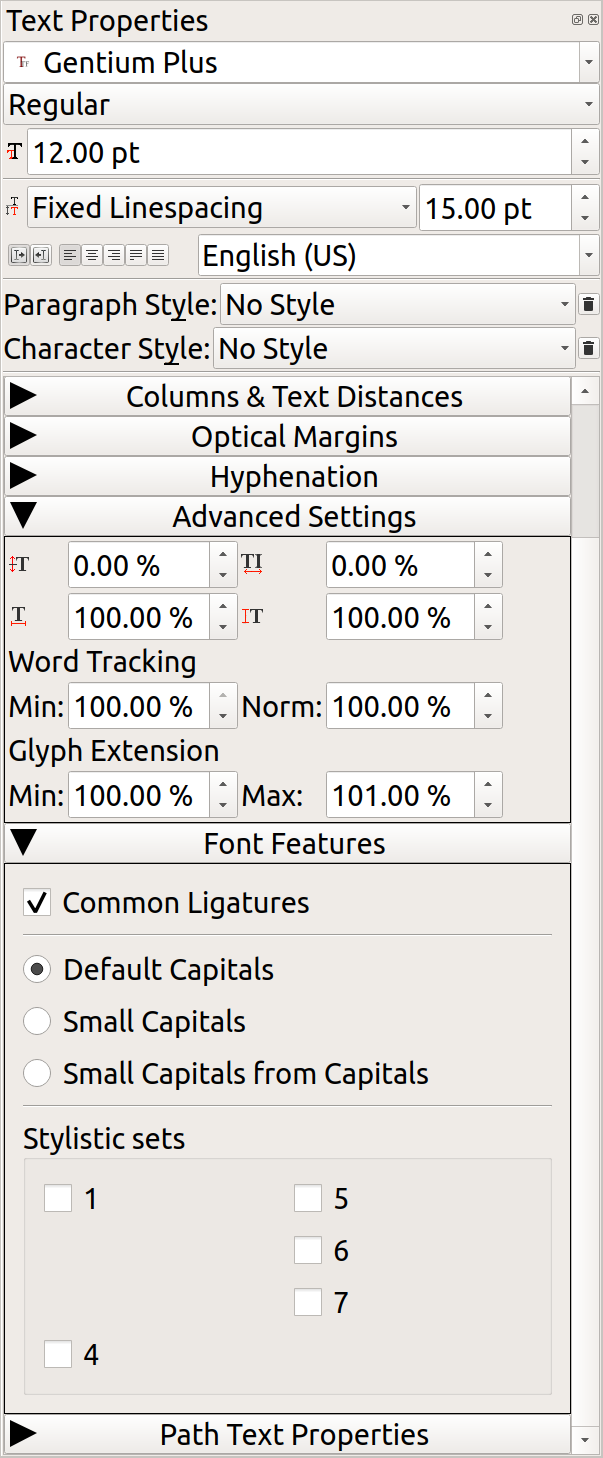 Text Properties
Gentium Plus
Regular
12.00 pt
Fixed Linespacing 15.00 pt
English (US)
Paragraph Style: No Style
Character Style: No Style
Columns & Text Distances
Optical Margins
Hyphenation
Advanced Settings
0.00 % 0.00 %
100.00 % 100.00 %
Word Tracking
Min: 100.00 % Norm: 100.00 %
Glyph Extension
Min: 100.00 % Max: 101.00 %
Font Features
Common Ligatures
Default Capitals
Small Capitals
Small Capitals from Capitals
Stylistic sets
1 5
6
7
4
Path Text Properties